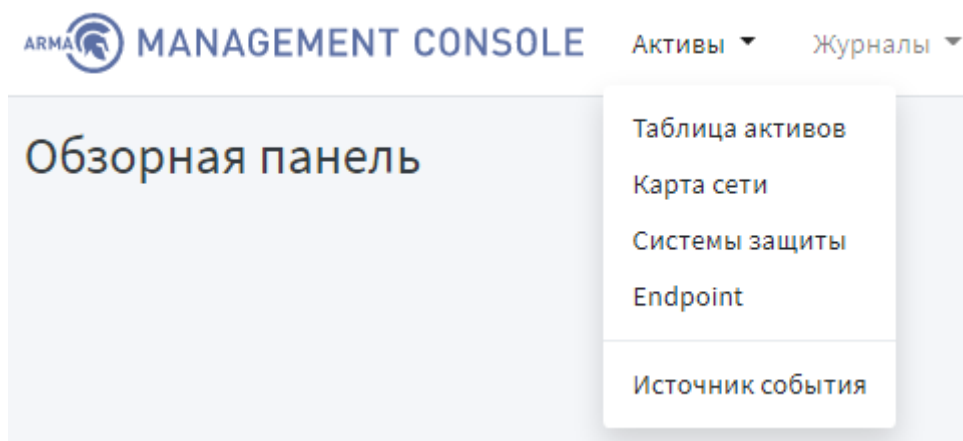 ARMA MANAGEMENT CONSOLE Активы Журналы
Обзорная панель
Таблица активов
Карта сети
Системы защиты
Endpoint
Источник события